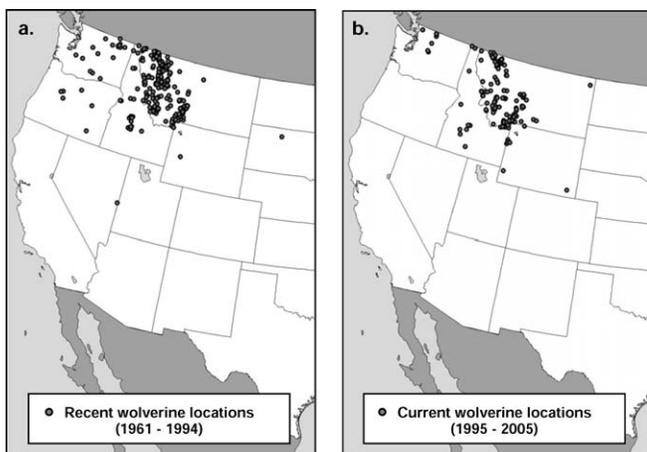 a.
Recent wolverine locations
(1961 - 1994)
b.
Current wolverine locations
(1995 - 2005)